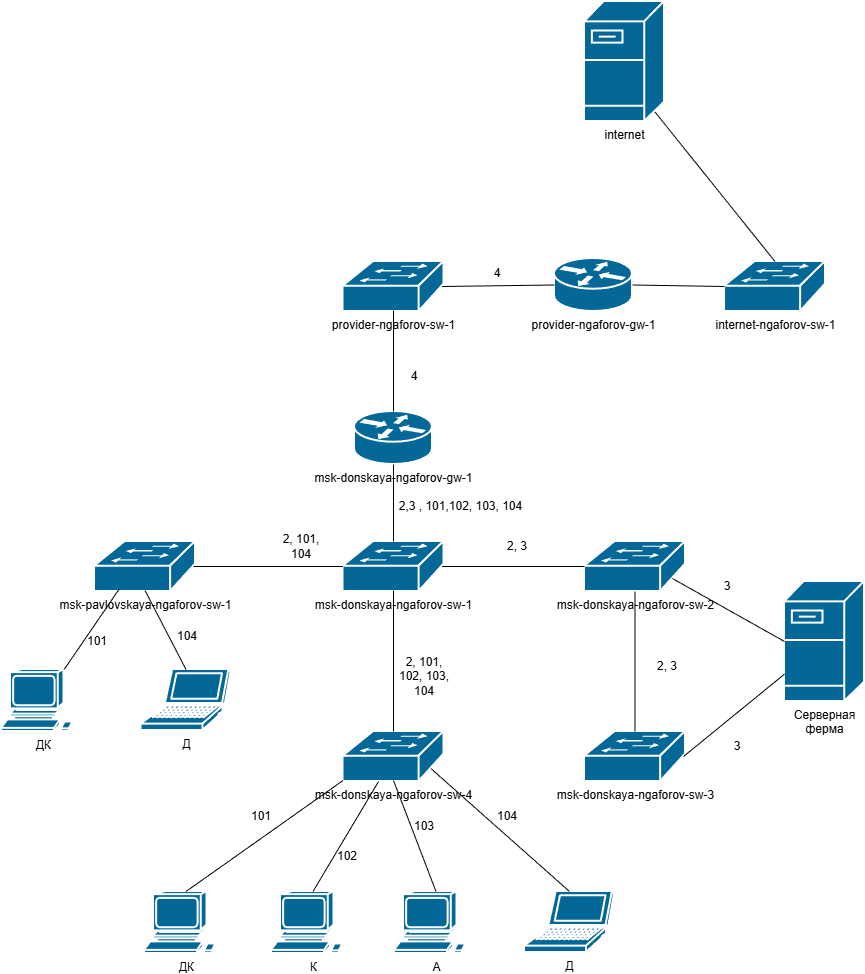 internet
4
provider-ngaforov-sw-1
provider-ngaforov-gw-1
internet-ngaforov-sw-1
4
msk-donskaya-ngaforov-gw-1
2,3 , 101,102, 103, 104
2, 101,
104
2, 3
msk-pavlovskaya-ngaforov-sw-1
msk-donskaya-ngaforov-sw-1
msk-donskaya-ngaforov-sw-2
3
101
104
2, 101,
102, 103,
104
2, 3
ДК
Д
Серверная
ферма
3
msk-donskaya-ngaforov-sw-4
msk-donskaya-ngaforov-sw-3
101
102
103
104
ДК
К
А
Д